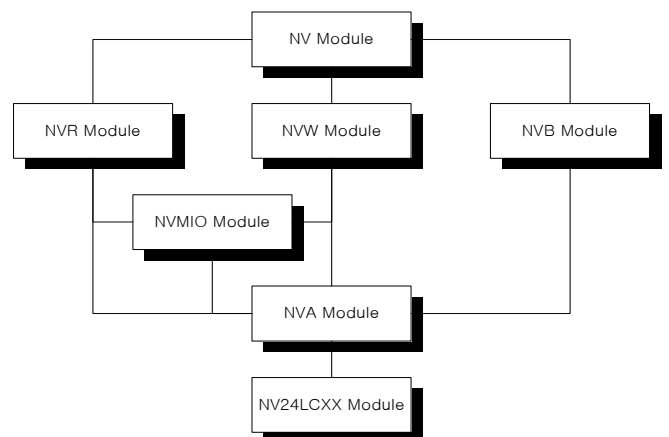 NV Module
NVR Module
NVW Module
NVB Module
NVMIO Module
NVA Module
NV24LCXX Module